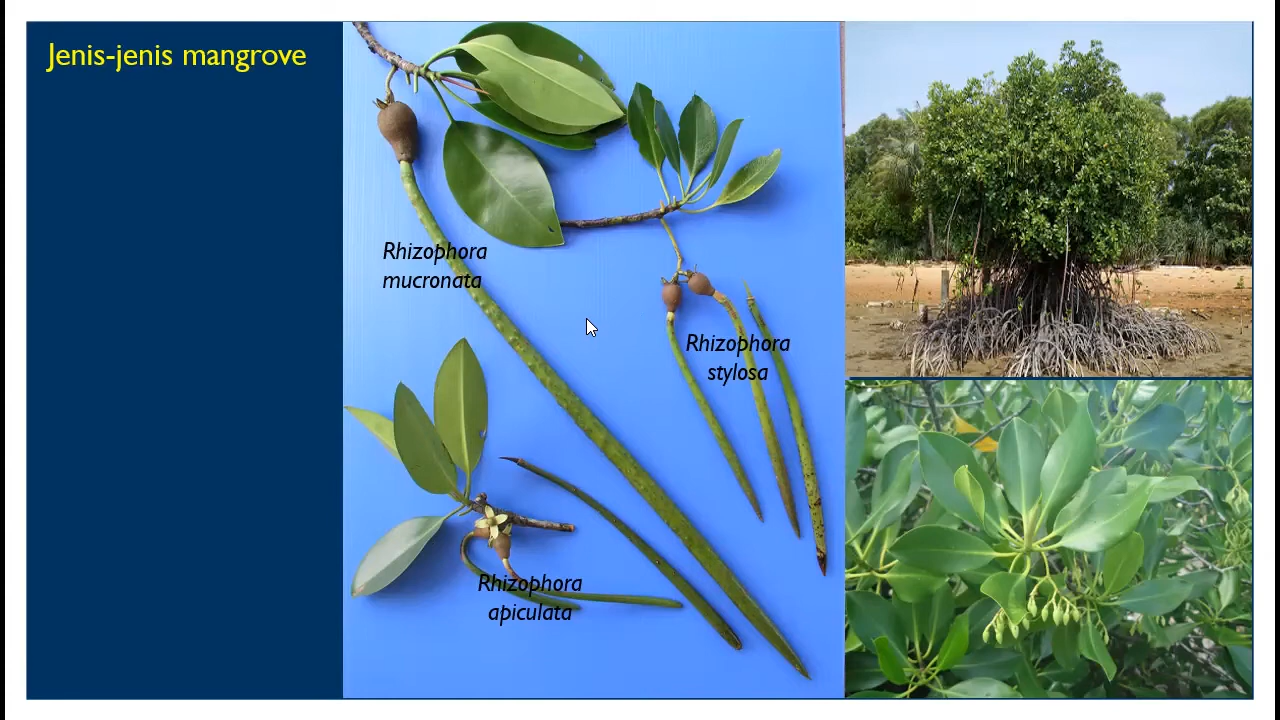 Jenis-jenis mangrove
Rhizophora
mucronata
Rhizophora
stylosa
Rhizophora
apiculata